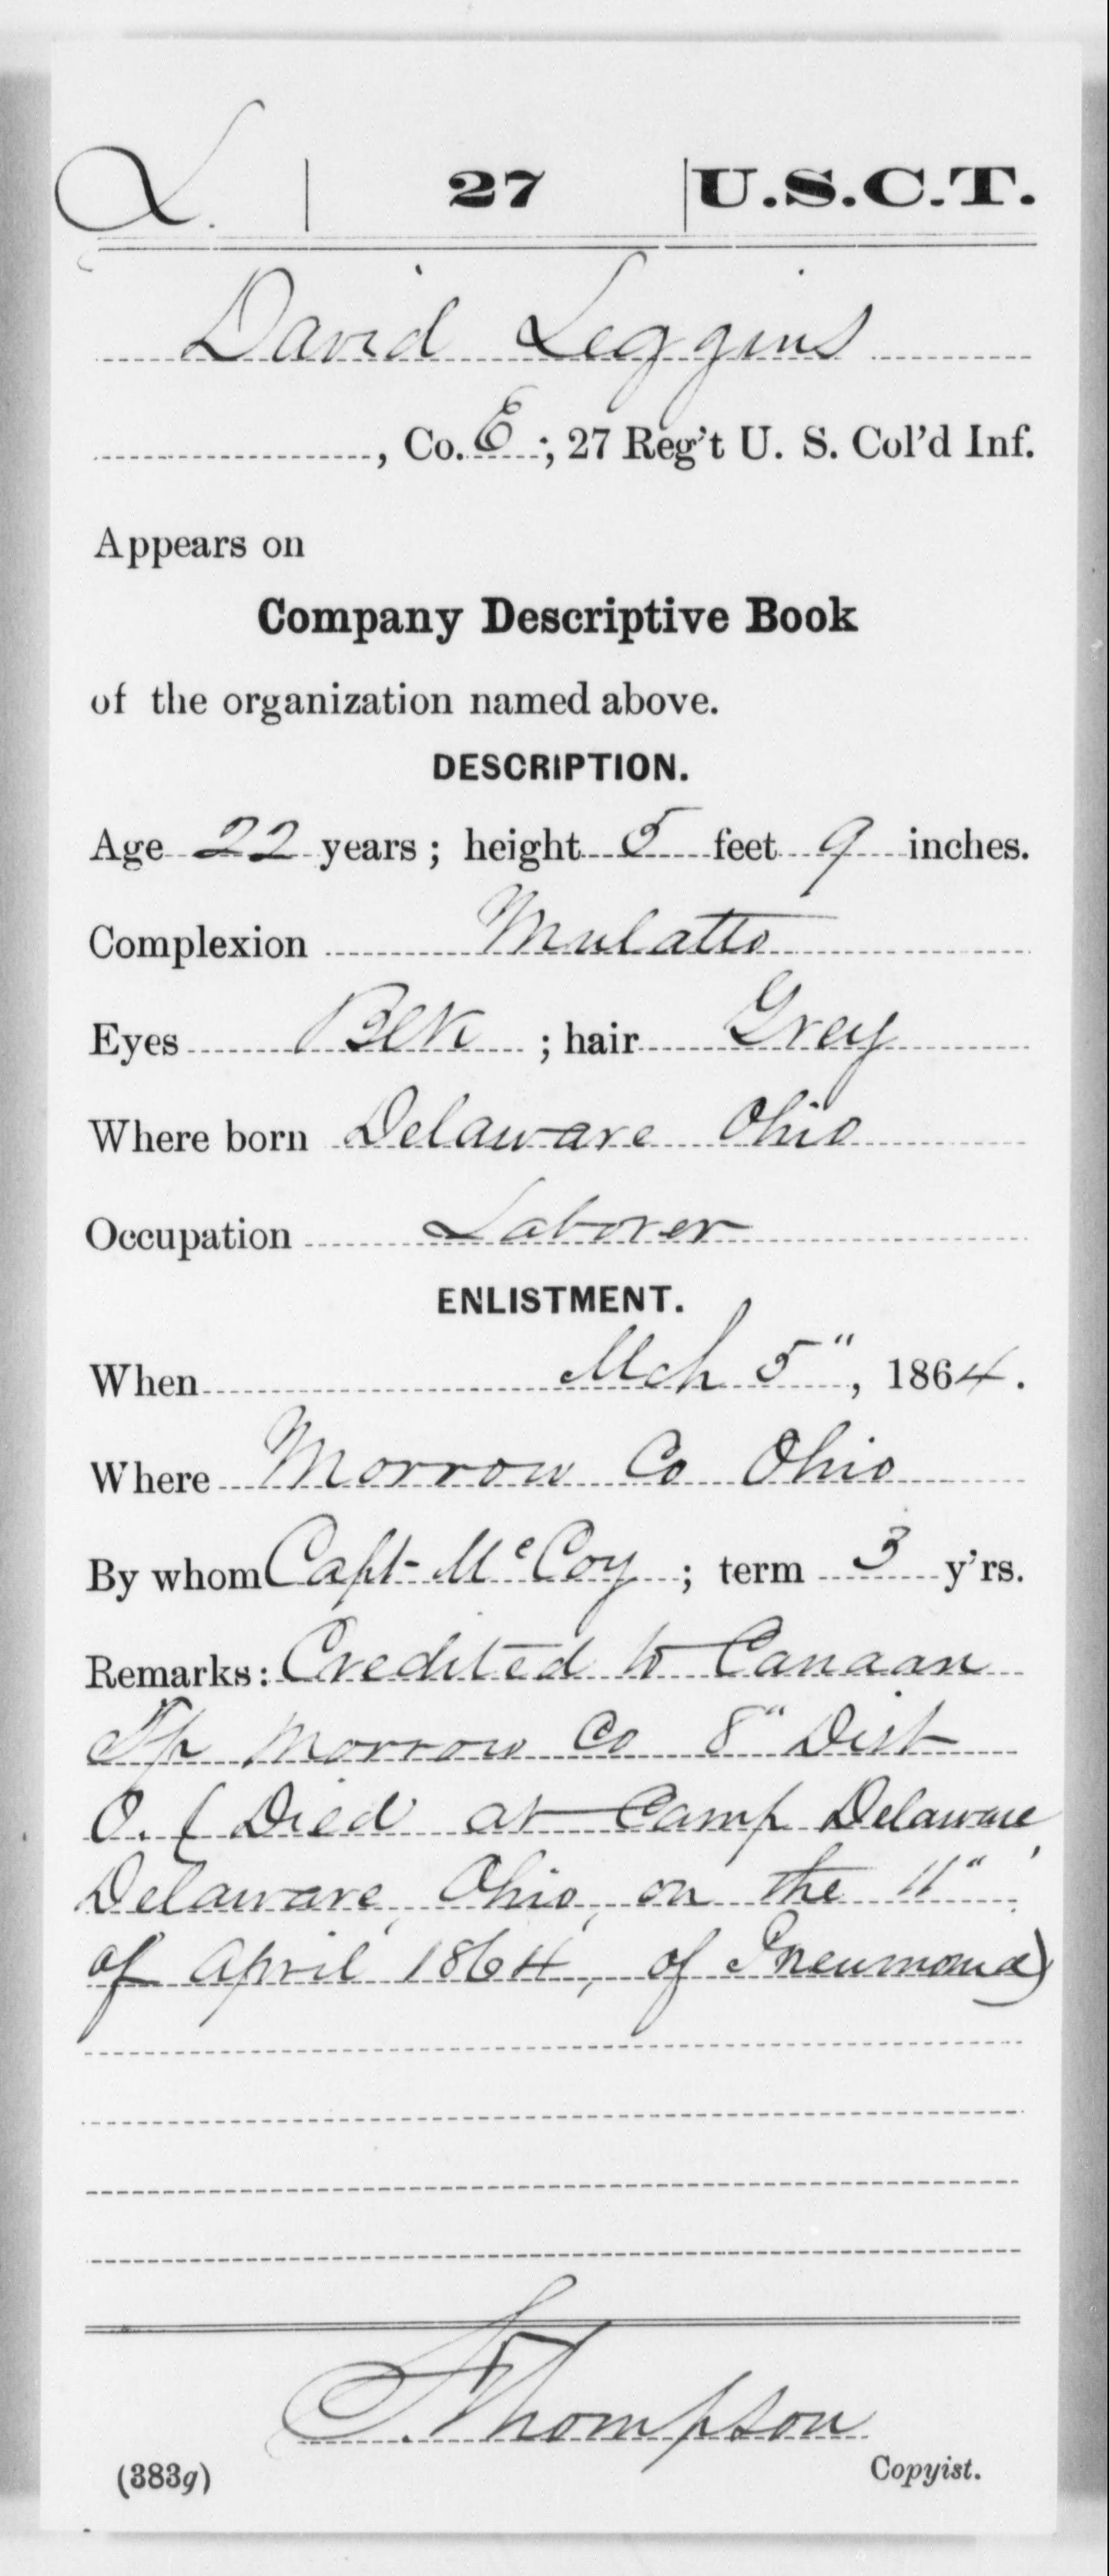 L. | 27 | U.S.C.T.
David Leggins
, Co. E ; 27 Reg't U. S. Col'd Inf.
Appears on
Company Descriptive Book
of the organization named above.
DESCRIPTION.
Age 22 years ; height 5 feet 9 inches.
Complexion Mulatto
Eyes Blk ; hair Grey
Where born Delaware Ohio
Occupation Laborer
ENLISTMENT.
When Mch 5", 1864.
Where Morrow Co Ohio
By whom Capt McCoy ; term 3 y'rs.
Remarks: Credited to Canaan
Tp Morrow Co 8" Dist
O. (Died at Camp Delaware,
Delaware, Ohio, on the 11"
of April 1864, of Pneumonia)
S. Thompson
(383g) Copyist.